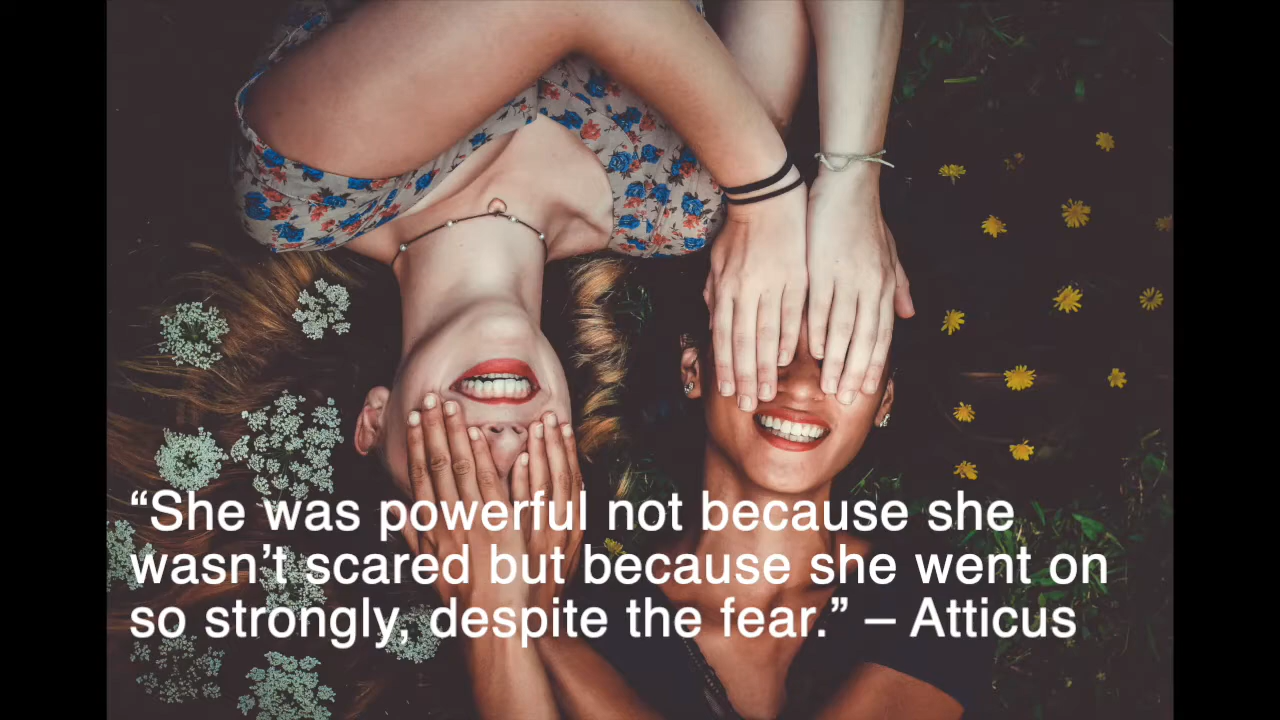 “She was powerful not because she
wasn’t scared but because she went on
so strongly, despite the fear.” – Atticus